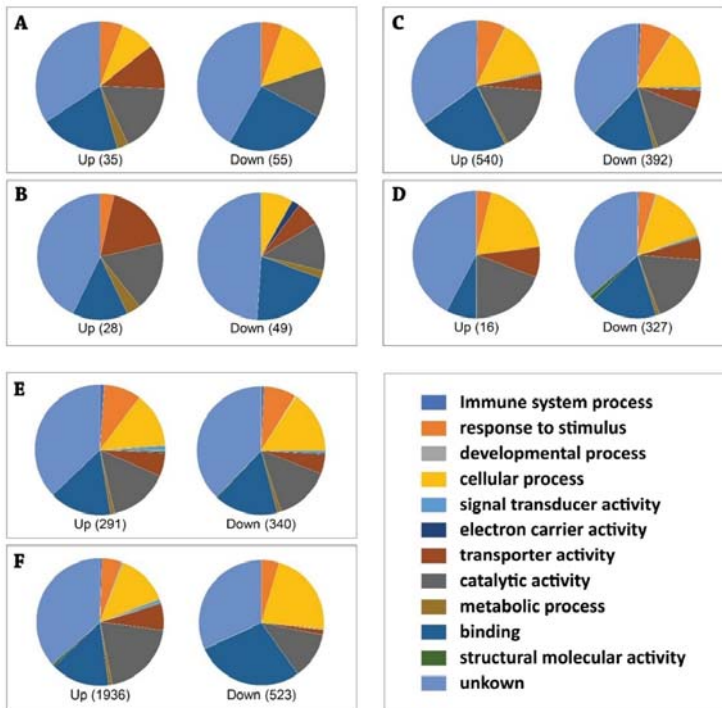 A
Up (35)
Down (55)
C
Up (540)
Down (392)
B
Up (28)
Down (49)
D
Up (16)
Down (327)
E
Up (291)
Down (340)
F
Up (1936)
Down (523)
Immune system process
response to stimulus
developmental process
cellular process
signal transducer activity
electron carrier activity
transporter activity
catalytic activity
metabolic process
binding
structural molecular activity
unkown